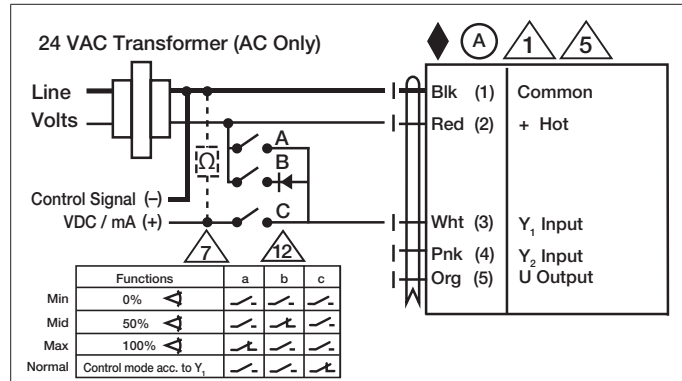 24 VAC Transformer (AC Only)
A 1 5
Line
Volts
Blk (1) Common
Red (2) + Hot
A
B
Ω
C
Control Signal (–)
VDC / mA (+)
Wht (3) Y₁ Input
Pnk (4) Y₂ Input
Org (5) U Output
7 12
Functions a b c
Min 0%
Mid 50%
Max 100%
Normal Control mode acc. to Y₁